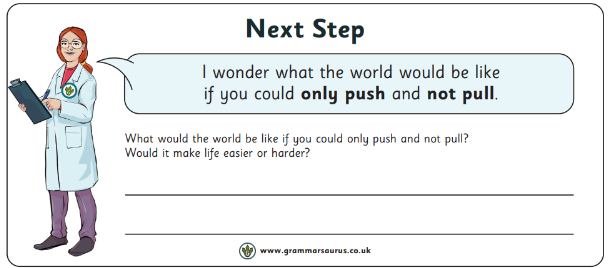 Next Step
I wonder what the world would be like
if you could only push and not pull.
What would the world be like if you could only push and not pull?
Would it make life easier or harder?
www.grammarsaurus.co.uk